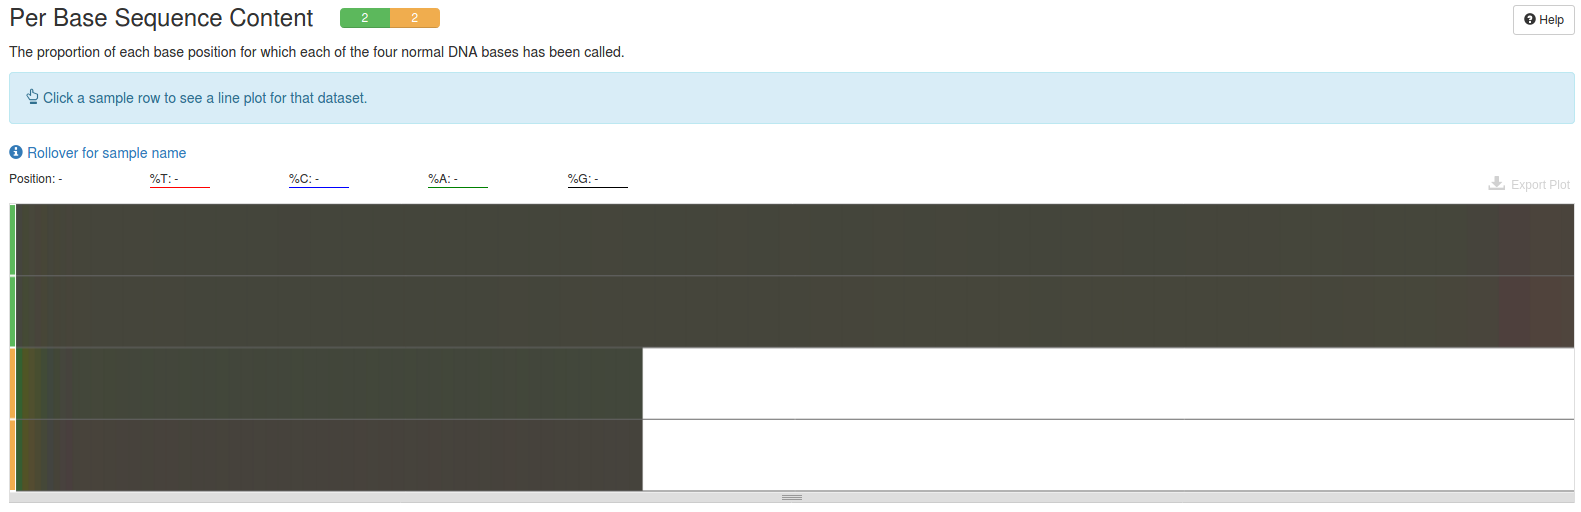 Per Base Sequence Content 2 2
Help
The proportion of each base position for which each of the four normal DNA bases has been called.
Click a sample row to see a line plot for that dataset.
Rollover for sample name
Position: - %T: - %C: - %A: - %G: -
Export Plot